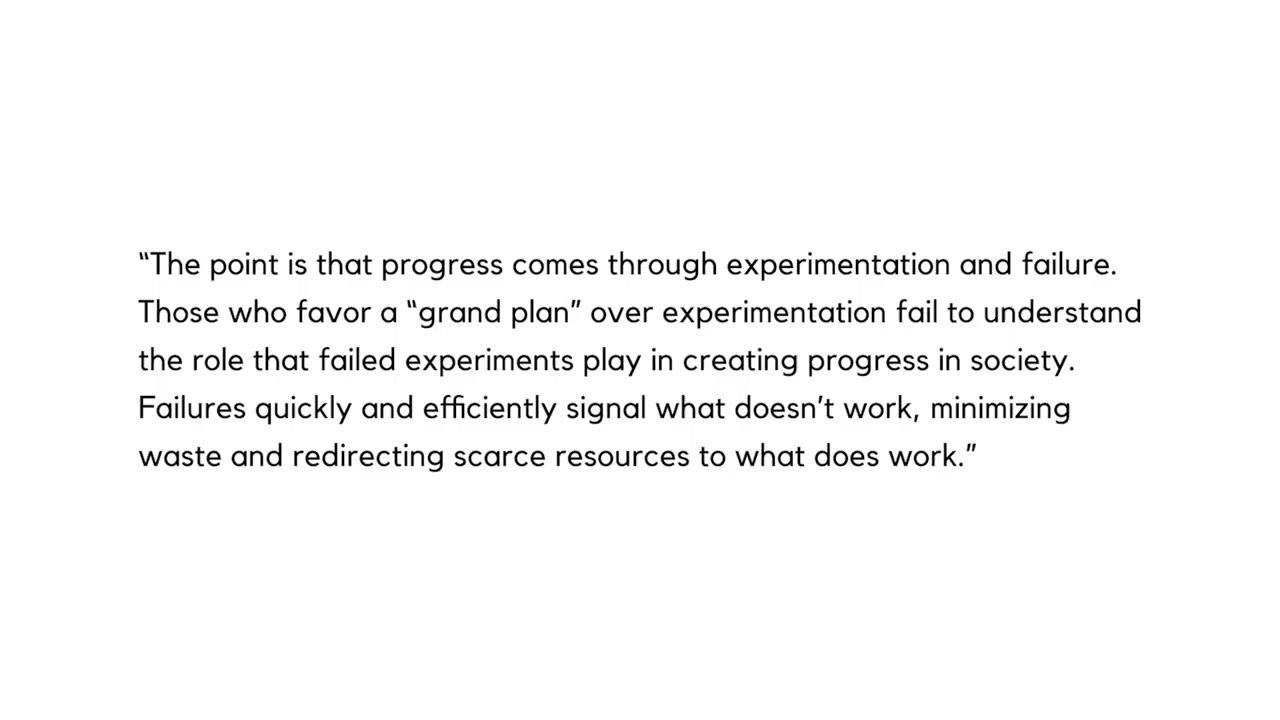 “The point is that progress comes through experimentation and failure.
Those who favor a “grand plan” over experimentation fail to understand
the role that failed experiments play in creating progress in society.
Failures quickly and efficiently signal what doesn’t work, minimizing
waste and redirecting scarce resources to what does work.”